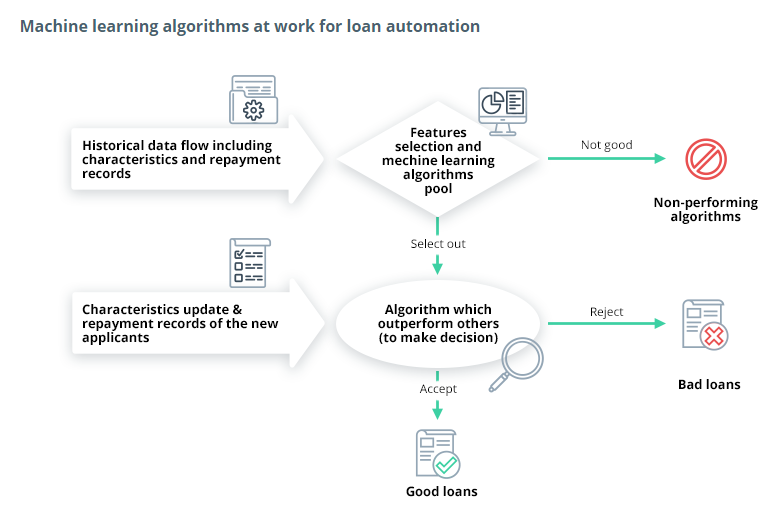 Machine learning algorithms at work for loan automation
Historical data flow including
characteristics and repayment
records
Features
selection and
mechine learning
algorithms
pool
Not good
Non-performing
algorithms
Select out
Characteristics update &
repayment records of the new
applicants
Algorithm which
outperform others
(to make decision)
Reject
Bad loans
Accept
Good loans